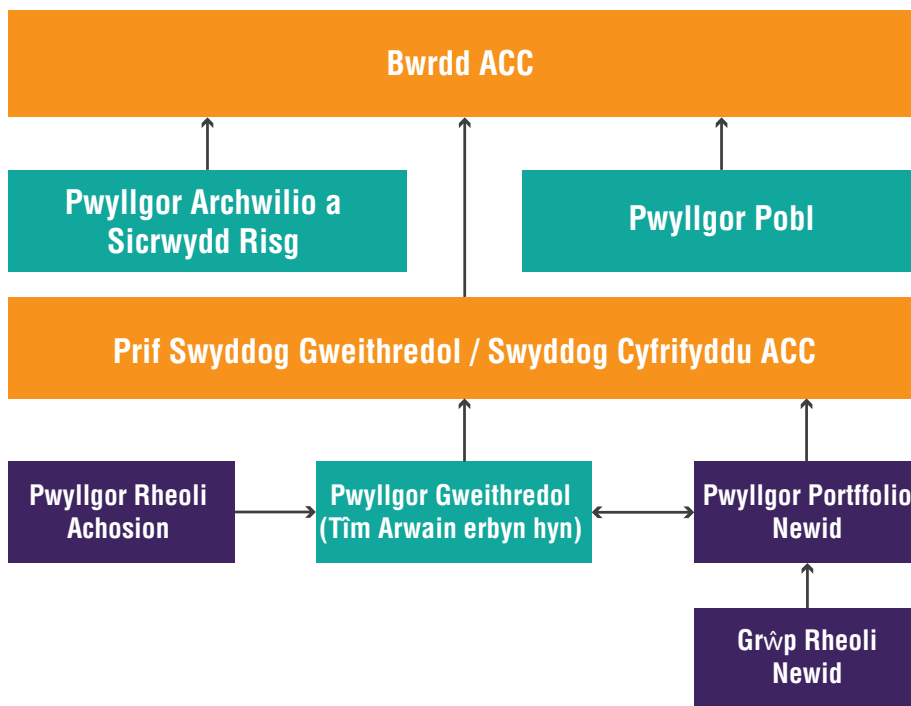 Bwrdd ACC
Pwyllgor Archwilio a
Sicrwydd Risg
Pwyllgor Pobl
Prif Swyddog Gweithredol / Swyddog Cyfrifyddu ACC
Pwyllgor Rheoli
Achosion
Pwyllgor Gweithredol
(Tîm Arwain erbyn hyn)
Pwyllgor Portffolio
Newid
Grŵp Rheoli
Newid